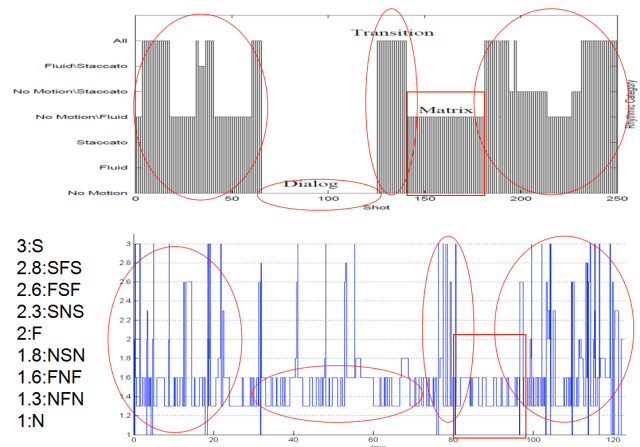 All
Transition
Fluid\Staccato
No Motion\Staccato
No Motion\Fluid
Matrix
Rhythmic Category
Staccato
Fluid
No Motion
Dialog
0 50 100 150 200 250
Shot
3:S
2.8:SFS
2.6:FSF
2.3:SNS
2:F
1.8:NSN
1.6:FNF
1.3:NFN
1:N
3
2.8
2.6
2.4
2.2
2
1.8
1.6
1.4
1.2
1
0 20 40 60 80 100 120